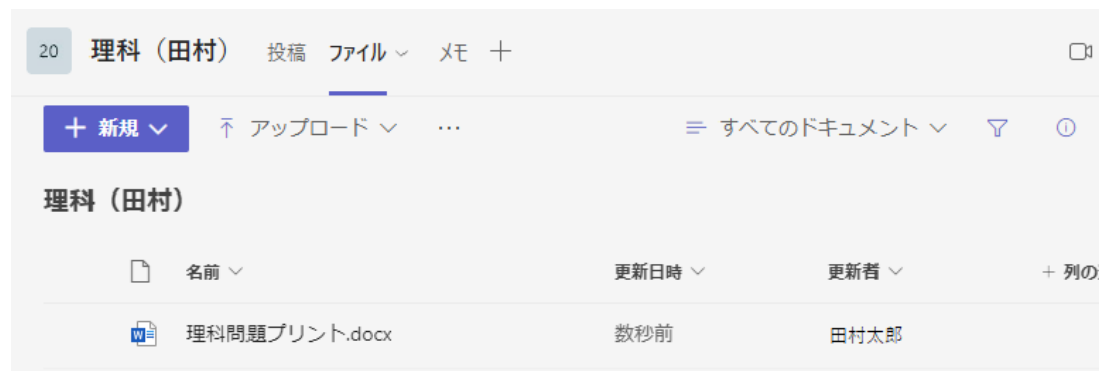 20 理科（田村） 投稿 ファイル メモ
新規 アップロード … すべてのドキュメント
理科（田村）
名前 更新日時 更新者 + 列の
理科問題プリント.docx 数秒前 田村太郎